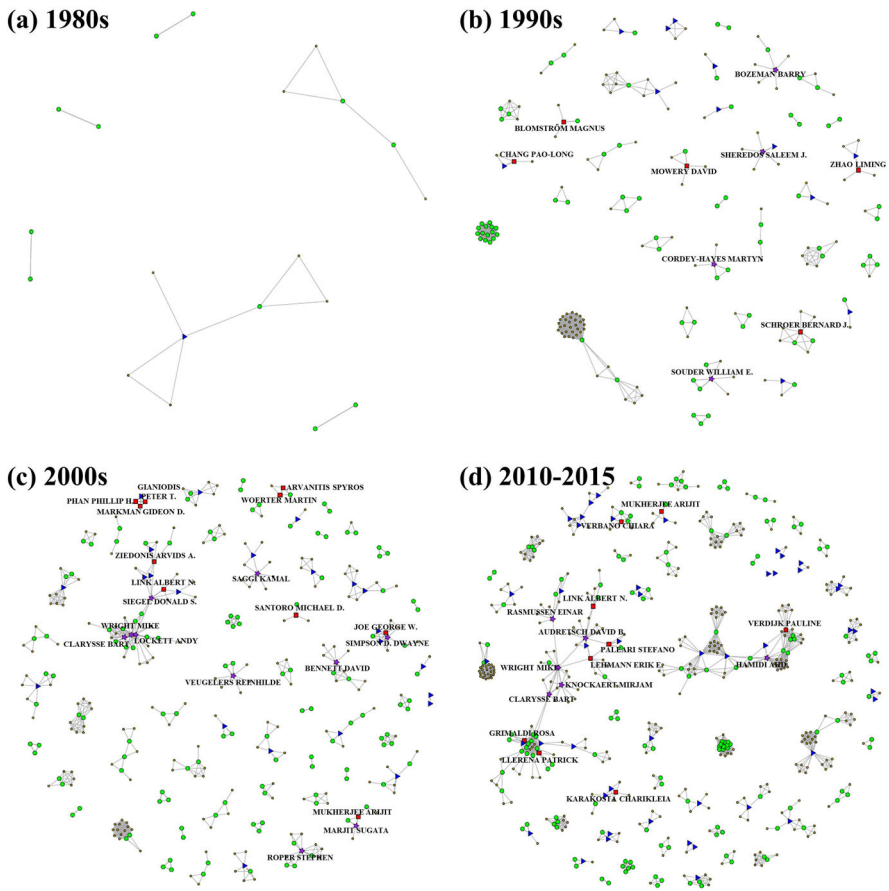 (a) 1980s
(b) 1990s
BOZEMAN BARRY
BLOMSTRÖM MAGNUS
CHANG PAO-LONG
MOWERY DAVID
SHEREDOS SALEEM J.
ZHAO LIMING
CORDEY-HAYES MARTYN
SCHROER BERNARD J.
SOUDER WILLIAM E.
(c) 2000s
GIANIODIS
PETER T.
PHAN PHILLIP H.
MARKMAN GIDEON D.
ARVANITIS SPYROS
WOERTER MARTIN
ZIEDONIS ARVIDS A.
LINK ALBERT N.
SIEGEL DONALD S.
SAGGI KAMAL
SANTORO MICHAEL D.
WRIGHT MIKE
CLARYSSE BART
LOCKETT ANDY
JOE GEORGE W.
SIMPSON D. DWAYNE
BENNETT DAVID
VEUGELERS REINHILDE
MUKHERJEE ARIJIT
MARJIT SUGATA
ROPER STEPHEN
(d) 2010-2015
MUKHERJEE ARIJIT
VERBANO CHIARA
LINK ALBERT N.
RASMUSSEN EINAR
AUDRETSCH DAVID B.
PALEARI STEFANO
LEHMANN ERIK E.
WRIGHT MIKE
KNOCKAERT MIRJAM
CLARYSSE BART
VERDIJK PAULINE
HAMIDI
GRIMALDI ROSA
LLERENA PATRICK
KARAKOSTA CHARIKLEIA